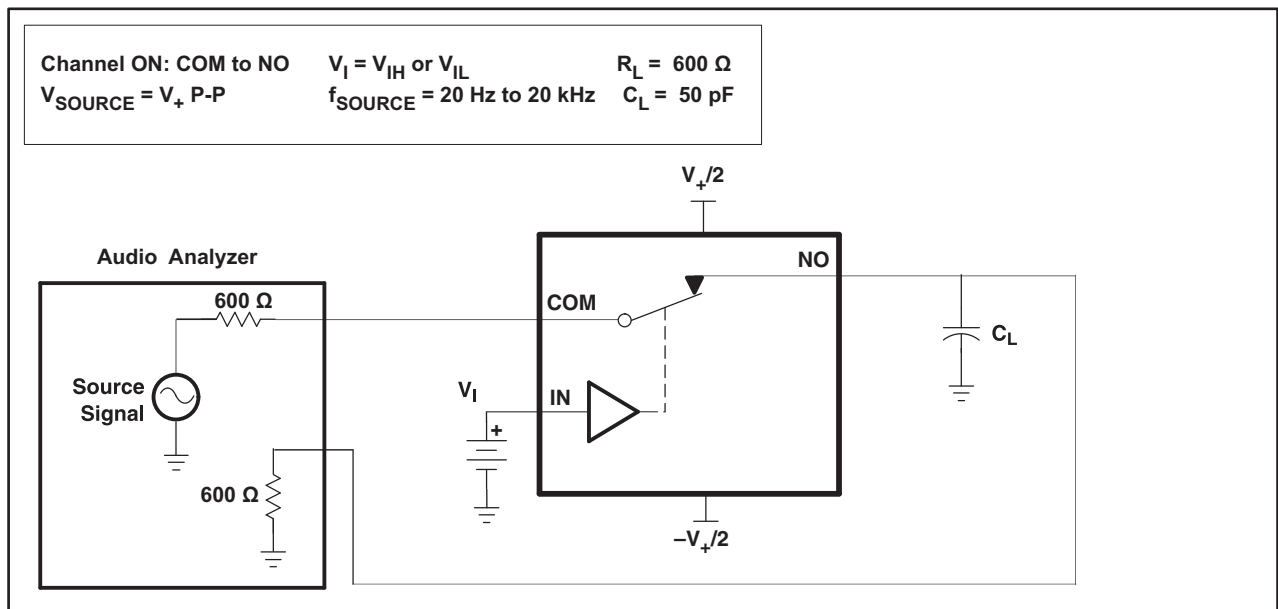 Channel ON: COM to NO V_I = V_IH or V_IL R_L = 600 Ω
V_SOURCE = V_+ P-P f_SOURCE = 20 Hz to 20 kHz C_L = 50 pF
V_+/2
Audio Analyzer
NO
600 Ω
COM
C_L
Source
Signal
V_I
IN
+
600 Ω
–V_+/2